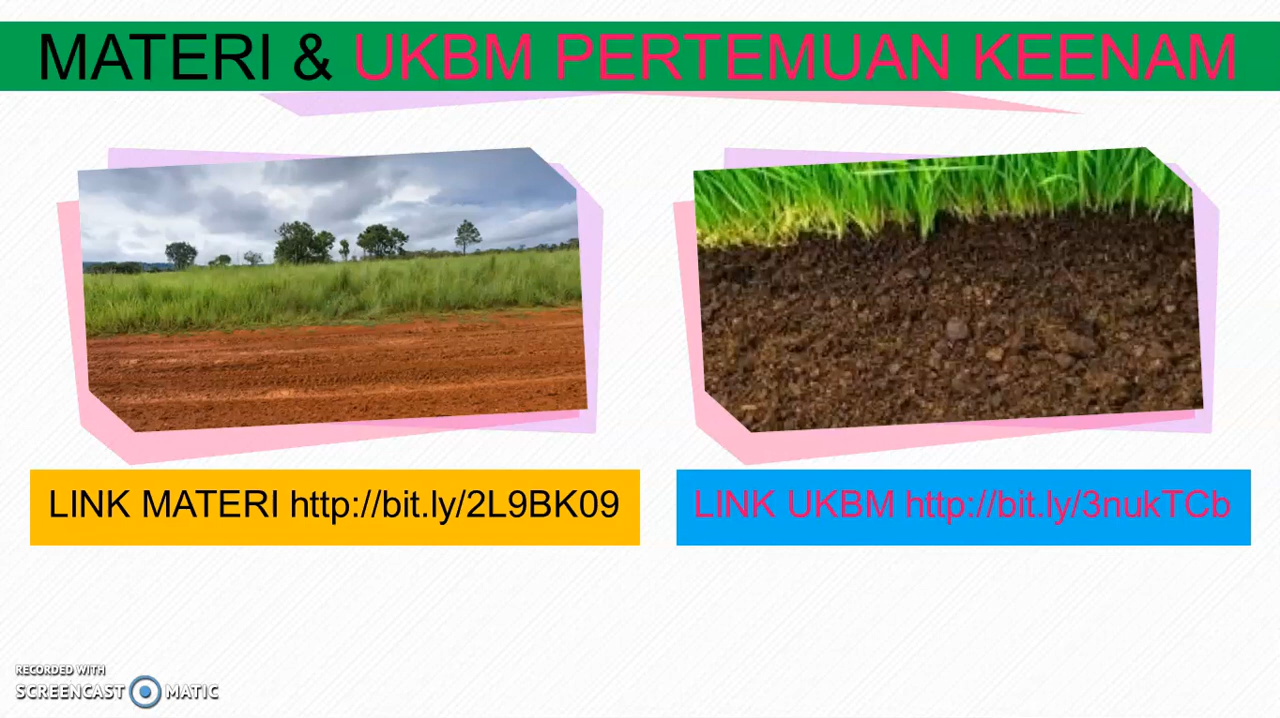 MATERI & UKBM PERTEMUAN KEENAM
LINK MATERI http://bit.ly/2L9BK09
LINK UKBM http://bit.ly/3nukTCb
RECORDED WITH
SCREENCAST MATIC